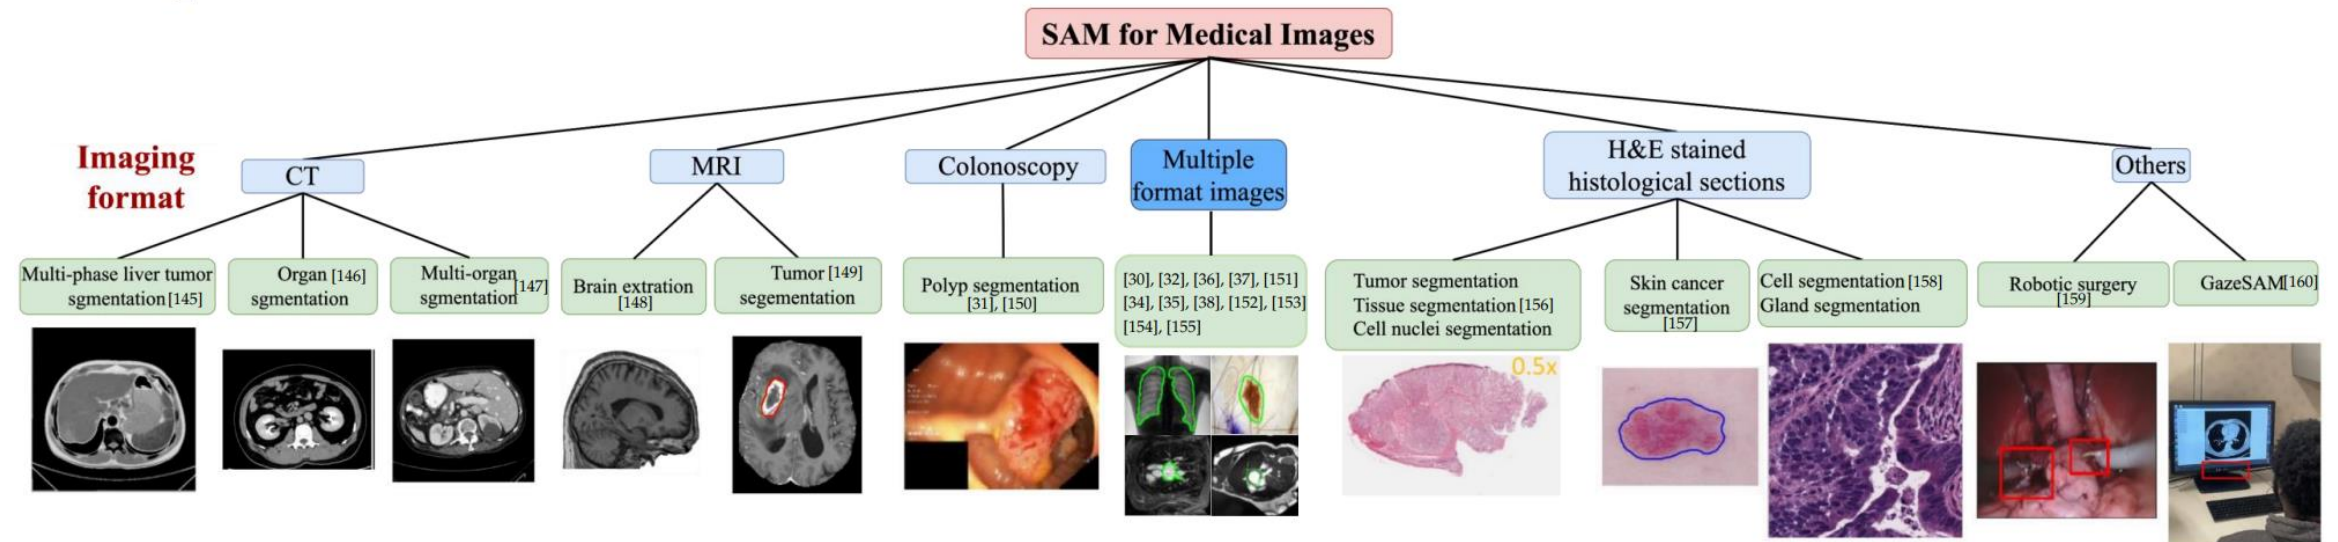 SAM for Medical Images
Imaging
format
CT
MRI
Colonoscopy
Multiple
format images
H&E stained
histological sections
Others
Multi-phase liver tumor
sgmentation [145]
Organ [146]
sgmentation
Multi-organ
sgmentation [147]
Brain extration
[148]
Tumor [149]
segementation
Polyp segmentation
[31], [150]
[30], [32], [36], [37], [151]
[34], [35], [38], [152], [153]
[154], [155]
Tumor segmentation
Tissue segmentation [156]
Cell nuclei segmentation
Skin cancer
segmentation
[157]
Cell segmentation [158]
Gland segmentation
Robotic surgery
[159]
GazeSAM[160]
0.5x